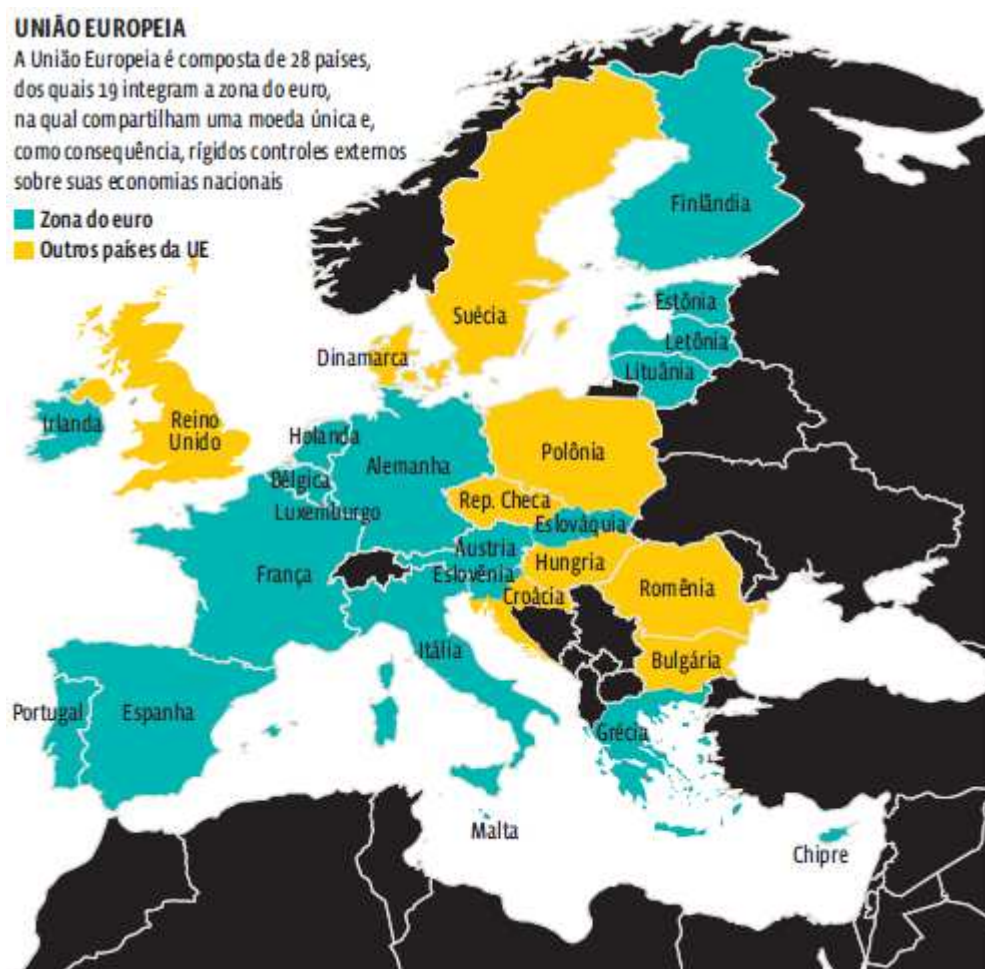 UNIÃO EUROPEIA
A União Europeia é composta de 28 países,
dos quais 19 integram a zona do euro,
na qual compartilham uma moeda única e,
como consequência, rígidos controles externos
sobre suas economias nacionais
Zona do euro
Outros países da UE
Finlândia
Suécia
Estônia
Letônia
Lituânia
Dinamarca
Irlanda
Reino
Unido
Holanda
Bélgica
Luxemburgo
Alemanha
Polônia
Rep. Checa
Eslováquia
Áustria
Hungria
Eslovênia
Croácia
Romênia
França
Itália
Bulgária
Portugal
Espanha
Grécia
Malta
Chipre